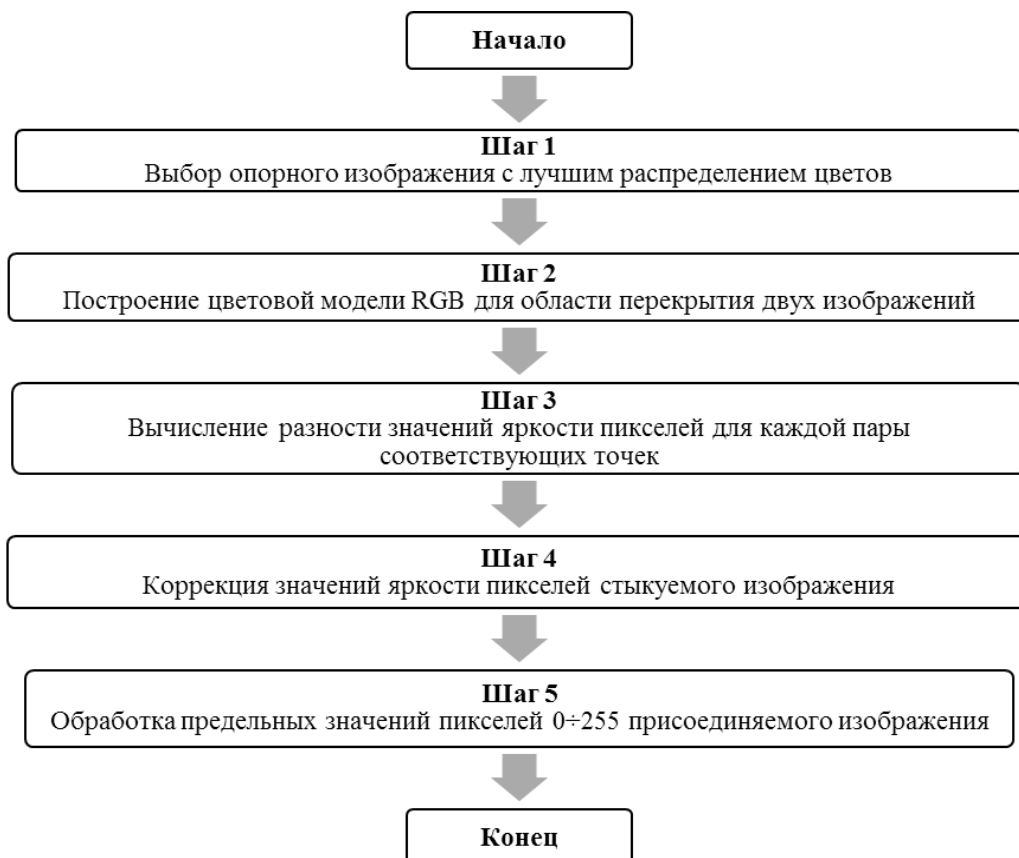 Начало
Шаг 1
Выбор опорного изображения с лучшим распределением цветов
Шаг 2
Построение цветовой модели RGB для области перекрытия двух изображений
Шаг 3
Вычисление разности значений яркости пикселей для каждой пары
соответствующих точек
Шаг 4
Коррекция значений яркости пикселей стыкуемого изображения
Шаг 5
Обработка предельных значений пикселей 0÷255 присоединяемого изображения
Конец